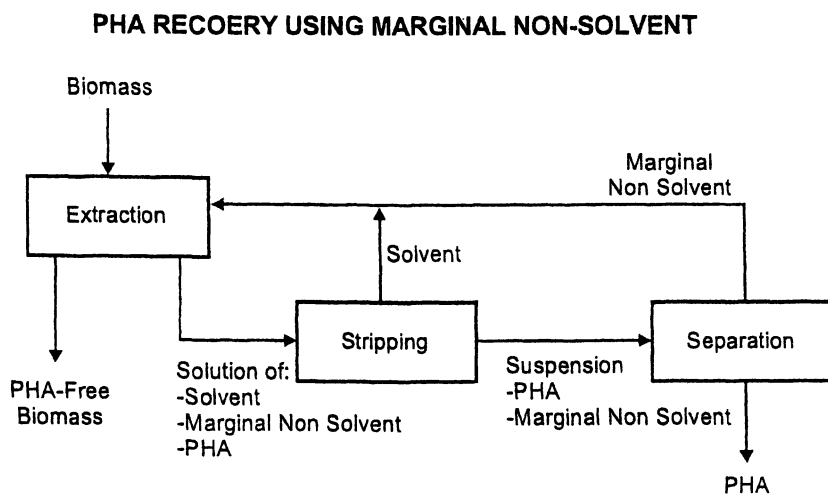 PHA RECOERY USING MARGINAL NON-SOLVENT
Biomass
Marginal
Non Solvent
Extraction
Solvent
Stripping
Separation
Solution of:
-Solvent
-Marginal Non Solvent
-PHA
Suspension
-PHA
-Marginal Non Solvent
PHA-Free
Biomass
PHA